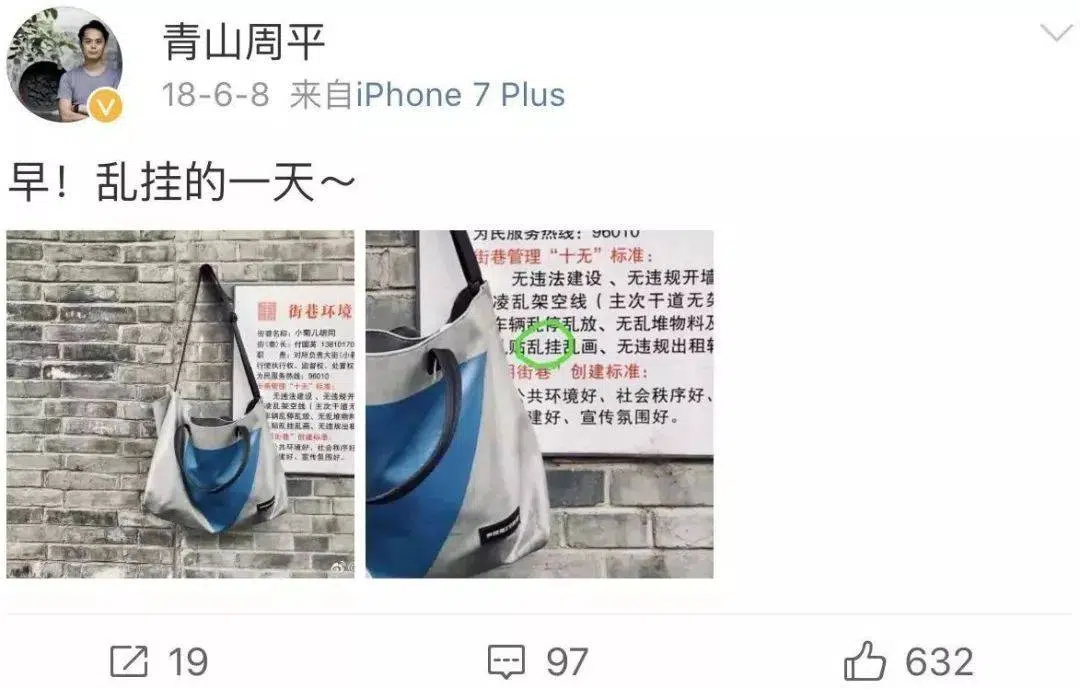 青山周平
18-6-8 来自iPhone 7 Plus
早！乱挂的一天～
街巷环境
街巷名称：小菊儿胡同
街(巷)长：付国英 13810170
职 责：对所负责大街(小巷
行使执行权、监督权、处置权
为民服务热线：96010
街巷管理“十无”标准：
无违法建设、无违规开
凌乱架空线（主次干道无
车辆乱停乱放、无乱堆物料
贴乱挂乱画、无违规出租
街巷”创建标准：
公共环境好、社会秩序好
建好、宣传氛围好。
为民服务热线：96010
街巷管理“十无”标准：
无违法建设、无违规开墙
凌乱架空线（主次干道无架
车辆乱停乱放、无乱堆物料及
贴乱挂乱画、无违规出租转
明街巷”创建标准：
公共环境好、社会秩序好、
建好、宣传氛围好。
19
97
632